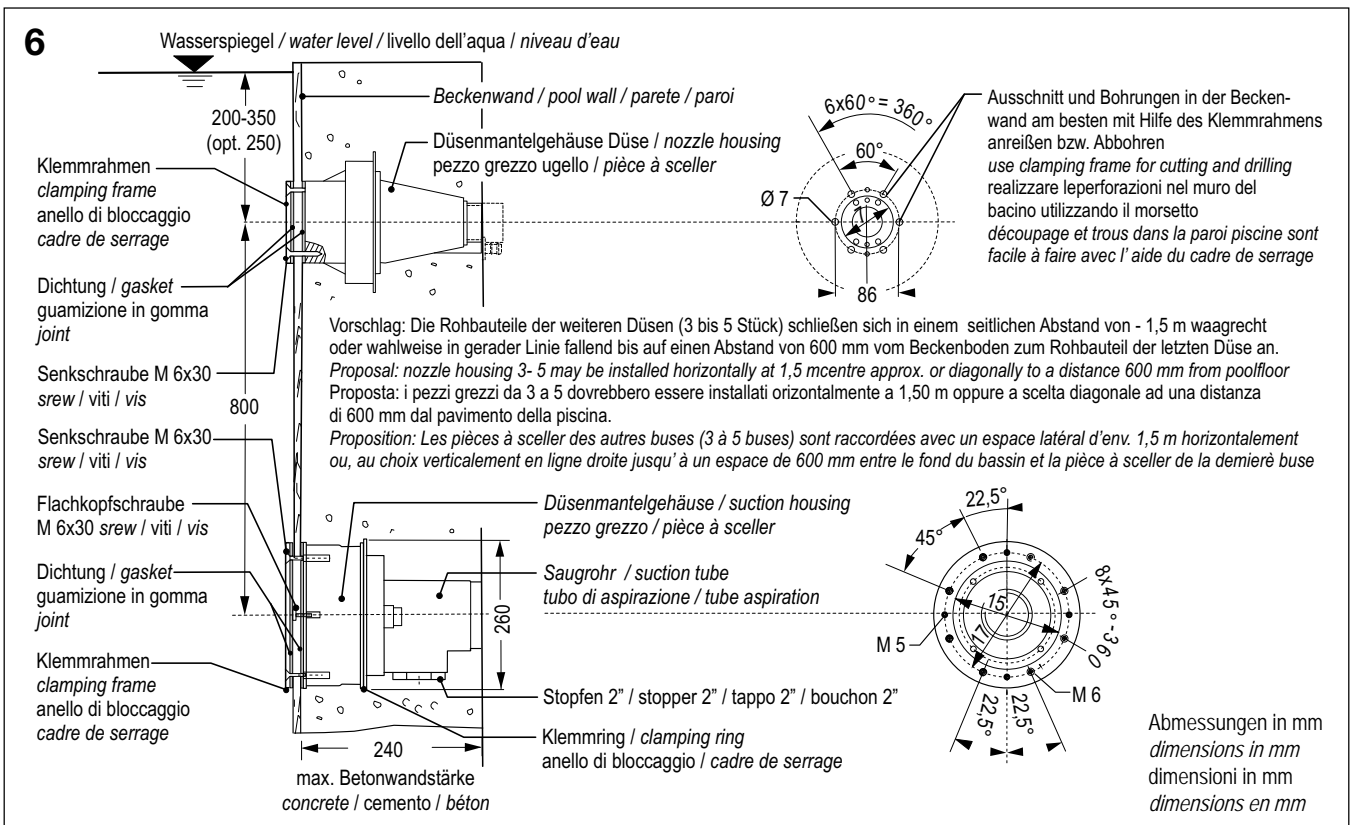 6
Wasserspiegel / water level / livello dell'aqua / niveau d'eau
200-350
(opt. 250)
Klemmrahmen
clamping frame
anello di bloccaggio
cadre de serrage
Dichtung / gasket
guamizione in gomma
joint
Senkschraube M 6x30
srew / viti / vis
800
Senkschraube M 6x30
srew / viti / vis
Flachkopfschraube
M 6x30 srew / viti / vis
Dichtung / gasket
guamizione in gomma
joint
Klemmrahmen
clamping frame
anello di bloccaggio
cadre de serrage
Beckenwand / pool wall / parete / paroi
Düsenmantelgehäuse Düse / nozzle housing
pezzo grezzo ugello / pièce à sceller
6x60° = 360°
60°
Ø 7
86
Ausschnitt und Bohrungen in der Becken-
wand am besten mit Hilfe des Klemmrahmens
anreißen bzw. Abbohren
use clamping frame for cutting and drilling
realizzare leperforazioni nel muro del
bacino utilizzando il morsetto
découpage et trous dans la paroi piscine sont
facile à faire avec l' aide du cadre de serrage
Vorschlag: Die Rohbauteile der weiteren Düsen (3 bis 5 Stück) schließen sich in einem seitlichen Abstand von - 1,5 m waagrecht
oder wahlweise in gerader Linie fallend bis auf einen Abstand von 600 mm vom Beckenboden zum Rohbauteil der letzten Düse an.
Proposal: nozzle housing 3- 5 may be installed horizontally at 1,5 mcentre approx. or diagonally to a distance 600 mm from poolfloor
Proposta: i pezzi grezzi da 3 a 5 dovrebbero essere installati orizontalmente a 1,50 m oppure a scelta diagonale ad una distanza
di 600 mm dal pavimento della piscina.
Proposition: Les pièces à sceller des autres buses (3 à 5 buses) sont raccordées avec un espace latéral d'env. 1,5 m horizontalement
ou, au choix verticalement en ligne droite jusqu' à un espace de 600 mm entre le fond du bassin et la pièce à sceller de la demierè buse
Düsenmantelgehäuse / suction housing
pezzo grezzo / pièce à sceller
Saugrohr / suction tube
tubo di aspirazione / tube aspiration
260
Stopfen 2" / stopper 2" / tappo 2" / bouchon 2"
Klemmring / clamping ring
anello di bloccaggio / cadre de serrage
240
max. Betonwandstärke
concrete / cemento / béton
22,5°
45°
8x45°-360
15
17
M 5
M 6
22,5°
22,5°
Abmessungen in mm
dimensions in mm
dimensioni in mm
dimensions en mm